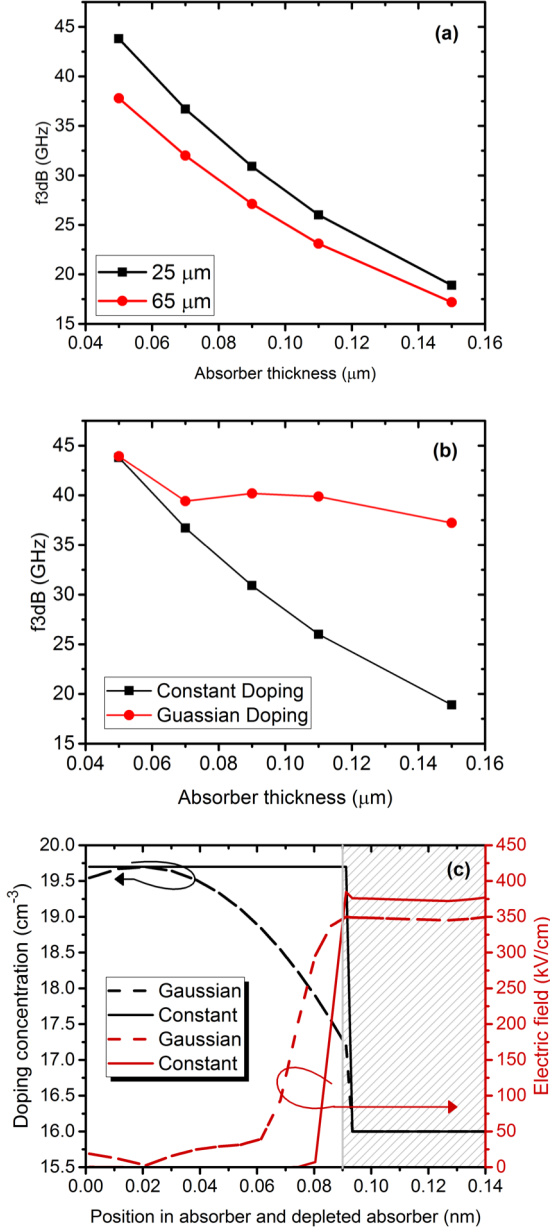 (a)
45
40
35
30
25
20
15
f3dB (GHz)
25 μm
65 μm
0.04 0.06 0.08 0.10 0.12 0.14 0.16
Absorber thickness (μm)
(b)
45
40
35
30
25
20
15
f3dB (GHz)
Constant Doping
Guassian Doping
0.04 0.06 0.08 0.10 0.12 0.14 0.16
Absorber thickness (μm)
(c)
20.0
19.5
19.0
18.5
18.0
17.5
17.0
16.5
16.0
15.5
Doping concentration (cm-3)
Gaussian
Constant
Gaussian
Constant
450
400
350
300
250
200
150
100
50
0
Electric field (kV/cm)
0.00 0.02 0.04 0.06 0.08 0.10 0.12 0.14
Position in absorber and depleted absorber (nm)